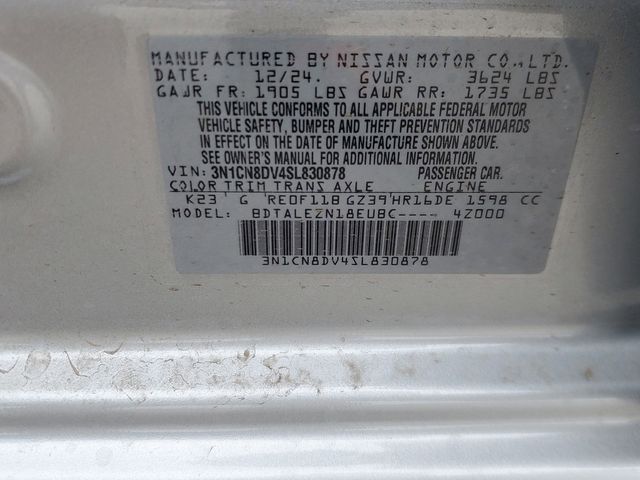 MANUFACTURED BY NISSAN MOTOR CO.,LTD.
DATE: 12/24. GVWR: 3624 LBS
GAWR FR: 1905 LBS GAWR RR: 1735 LBS
THIS VEHICLE CONFORMS TO ALL APPLICABLE FEDERAL MOTOR
VEHICLE SAFETY, BUMPER AND THEFT PREVENTION STANDARDS
IN EFFECT ON THE DATE OF MANUFACTURE SHOWN ABOVE.
SEE OWNER'S MANUAL FOR ADDITIONAL INFORMATION.
VIN: 3N1CN8DV4SL830878 PASSENGER CAR.
COLOR TRIM TRANS AXLE ENGINE
K23 G RE0F11B GZ39 HR16DE 1598 CC
MODEL: BDTALEZN18EUBC---- 4Z000
3N1CN8DV4SL830878